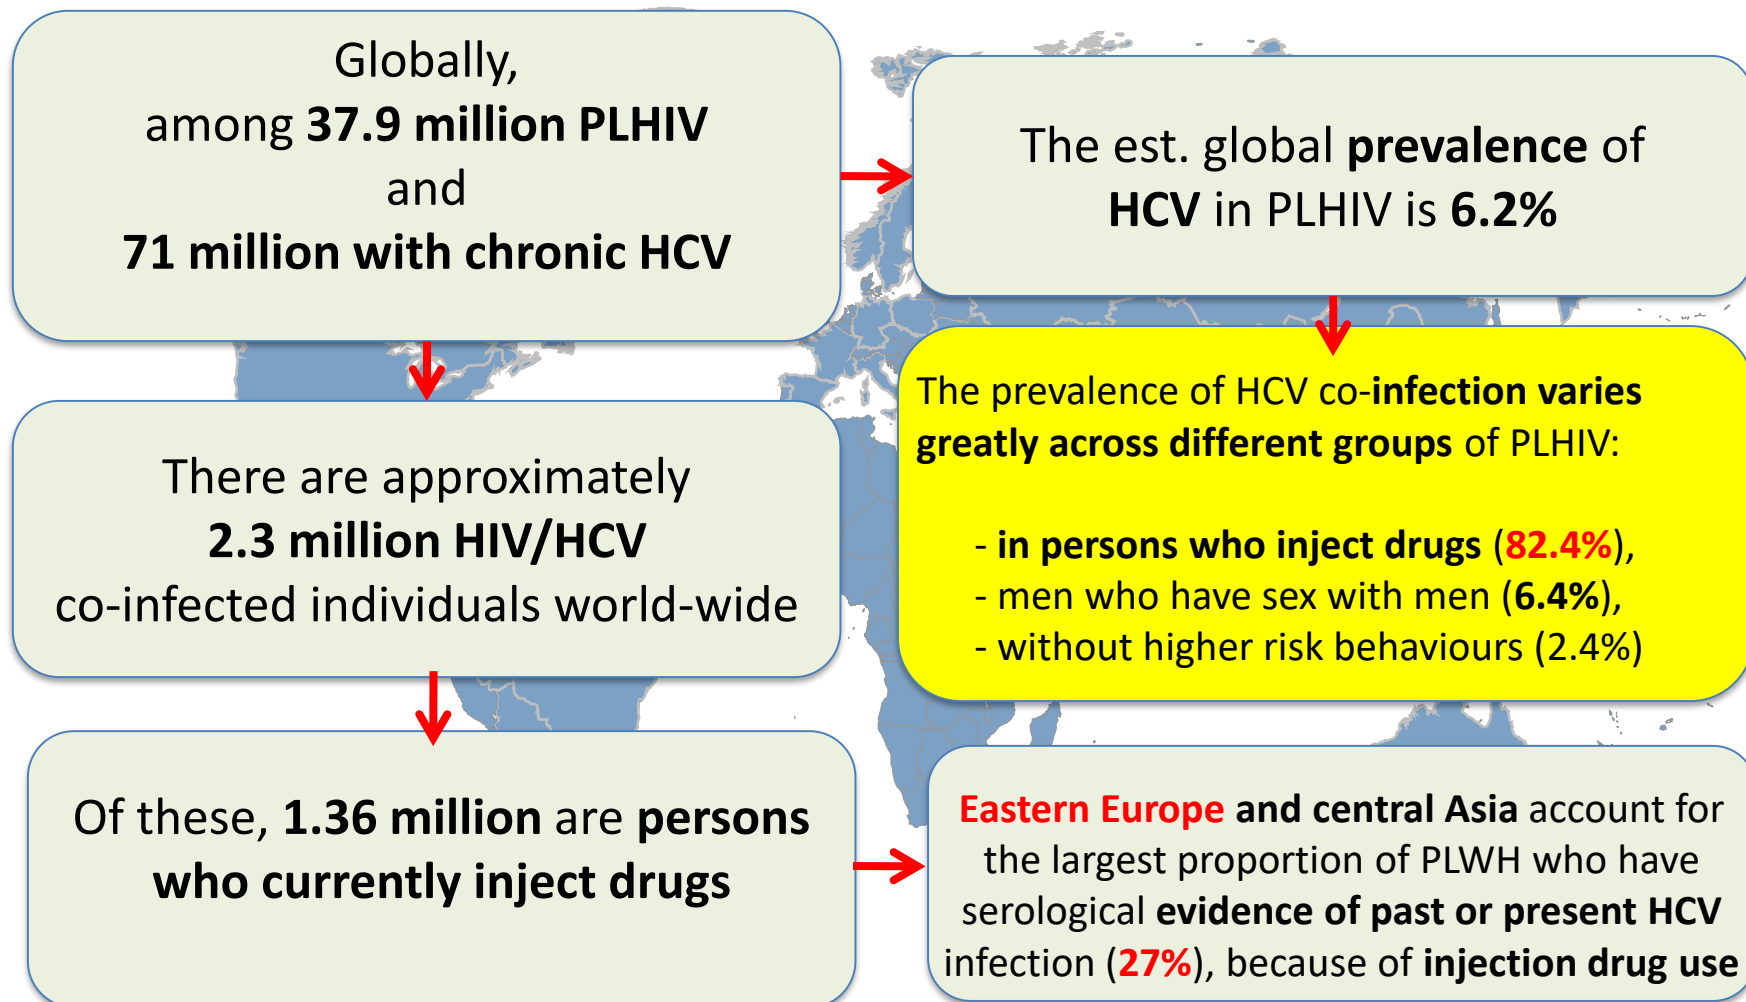 Globally,
among 37.9 million PLHIV
and
71 million with chronic HCV
The est. global prevalence of
HCV in PLHIV is 6.2%
There are approximately
2.3 million HIV/HCV
co-infected individuals world-wide
The prevalence of HCV co-infection varies
greatly across different groups of PLHIV:
- in persons who inject drugs (82.4%),
- men who have sex with men (6.4%),
- without higher risk behaviours (2.4%)
Of these, 1.36 million are persons
who currently inject drugs
Eastern Europe and central Asia account for
the largest proportion of PLWH who have
serological evidence of past or present HCV
infection (27%), because of injection drug use